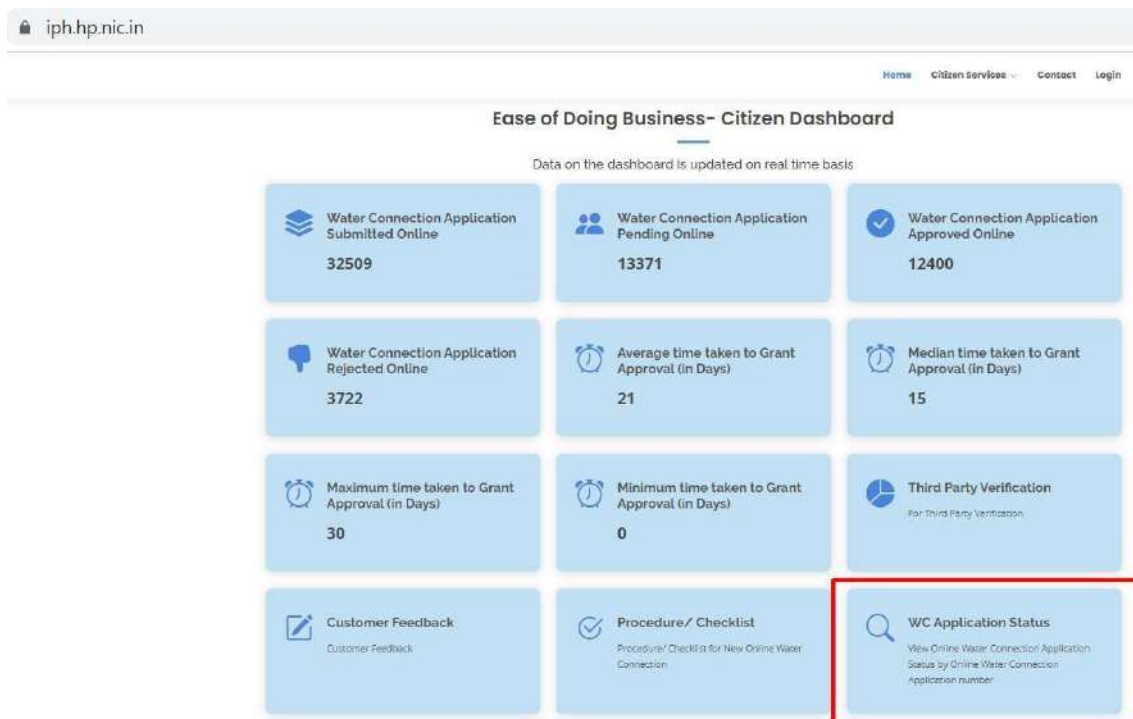 iph.hp.nic.in
Home Citizen Services Contact Login
Ease of Doing Business- Citizen Dashboard
Data on the dashboard is updated on real time basis
Water Connection Application
Submitted Online
32509
Water Connection Application
Pending Online
13371
Water Connection Application
Approved Online
12400
Water Connection Application
Rejected Online
3722
Average time taken to Grant
Approval (in Days)
21
Median time taken to Grant
Approval (in Days)
15
Maximum time taken to Grant
Approval (in Days)
30
Minimum time taken to Grant
Approval (in Days)
0
Third Party Verification
For Third Party Verification
Customer Feedback
Customer Feedback
Procedure/ Checklist
Procedure/ Checklist for New Online Water
Connection
WC Application Status
View Online Water Connection Application
Status by Online Water Connection
Application number